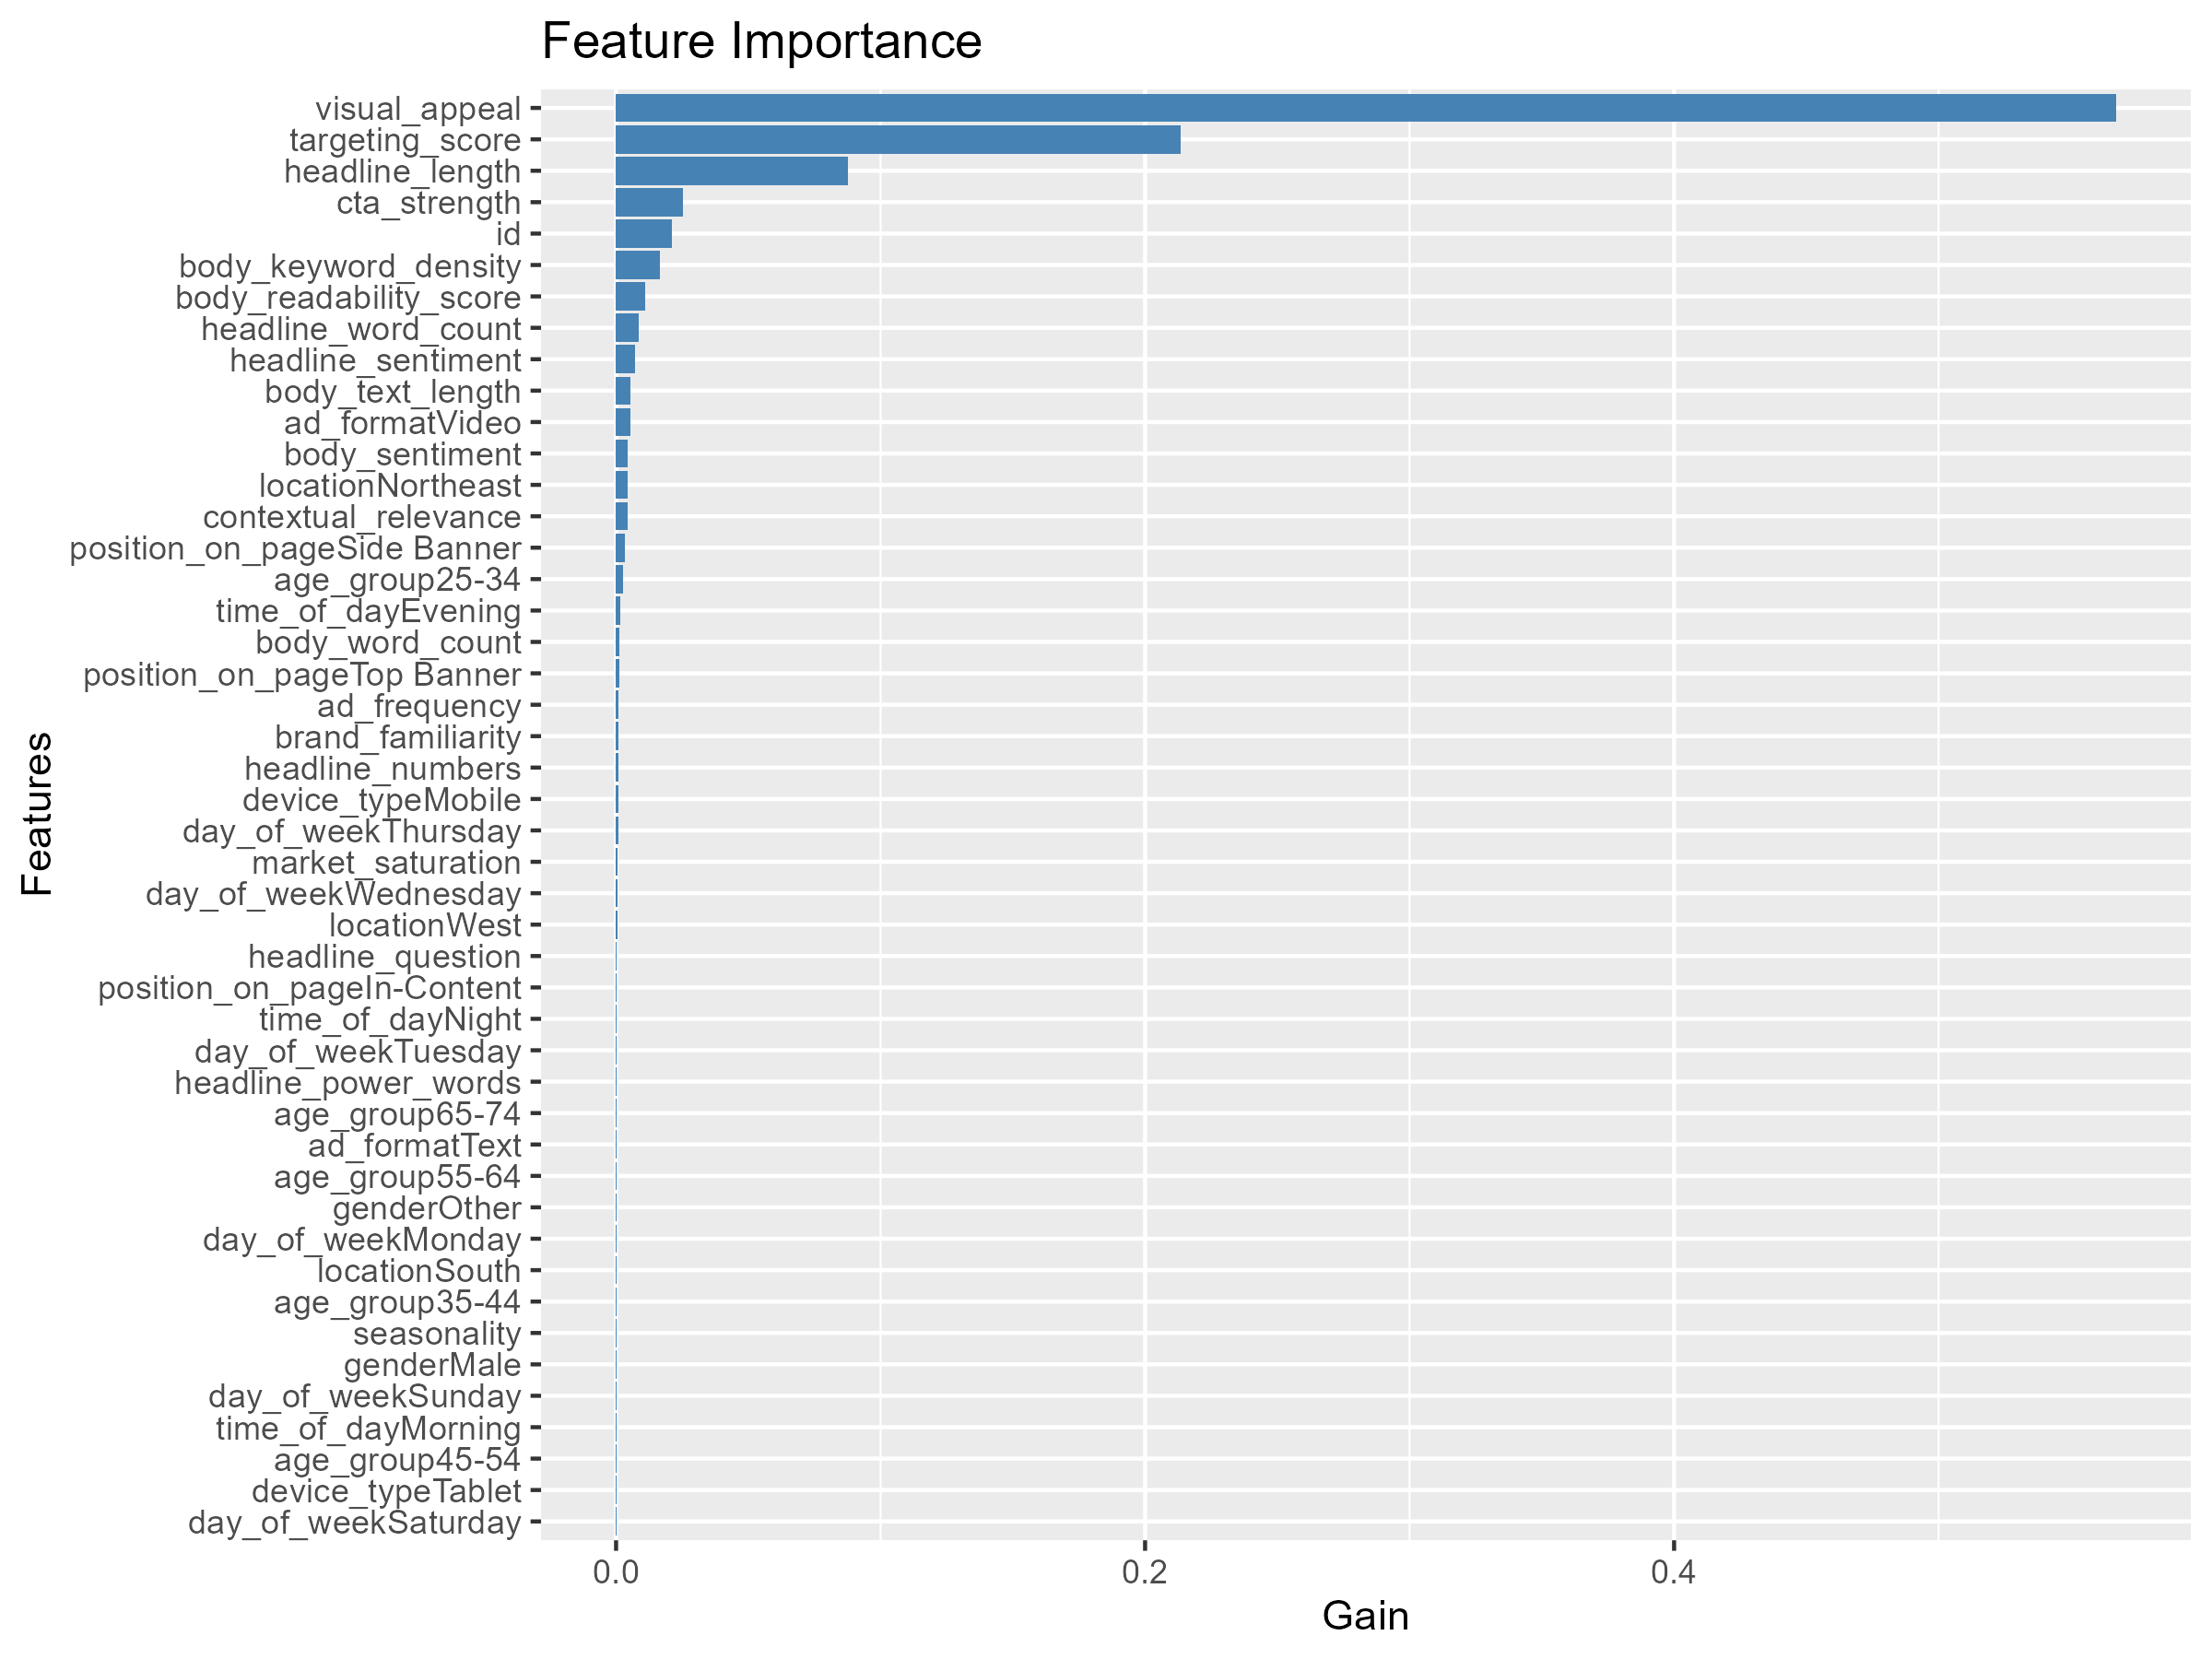 Feature Importance
visual_appeal
targeting_score
headline_length
cta_strength
id
body_keyword_density
body_readability_score
headline_word_count
headline_sentiment
body_text_length
ad_formatVideo
body_sentiment
locationNortheast
contextual_relevance
position_on_pageSide Banner
age_group25-34
time_of_dayEvening
body_word_count
position_on_pageTop Banner
ad_frequency
brand_familiarity
headline_numbers
device_typeMobile
day_of_weekThursday
market_saturation
day_of_weekWednesday
locationWest
headline_question
position_on_pageIn-Content
time_of_dayNight
day_of_weekTuesday
headline_power_words
age_group65-74
ad_formatText
age_group55-64
genderOther
day_of_weekMonday
locationSouth
age_group35-44
seasonality
genderMale
day_of_weekSunday
time_of_dayMorning
age_group45-54
device_typeTablet
day_of_weekSaturday
Features
0.0 0.2 0.4
Gain